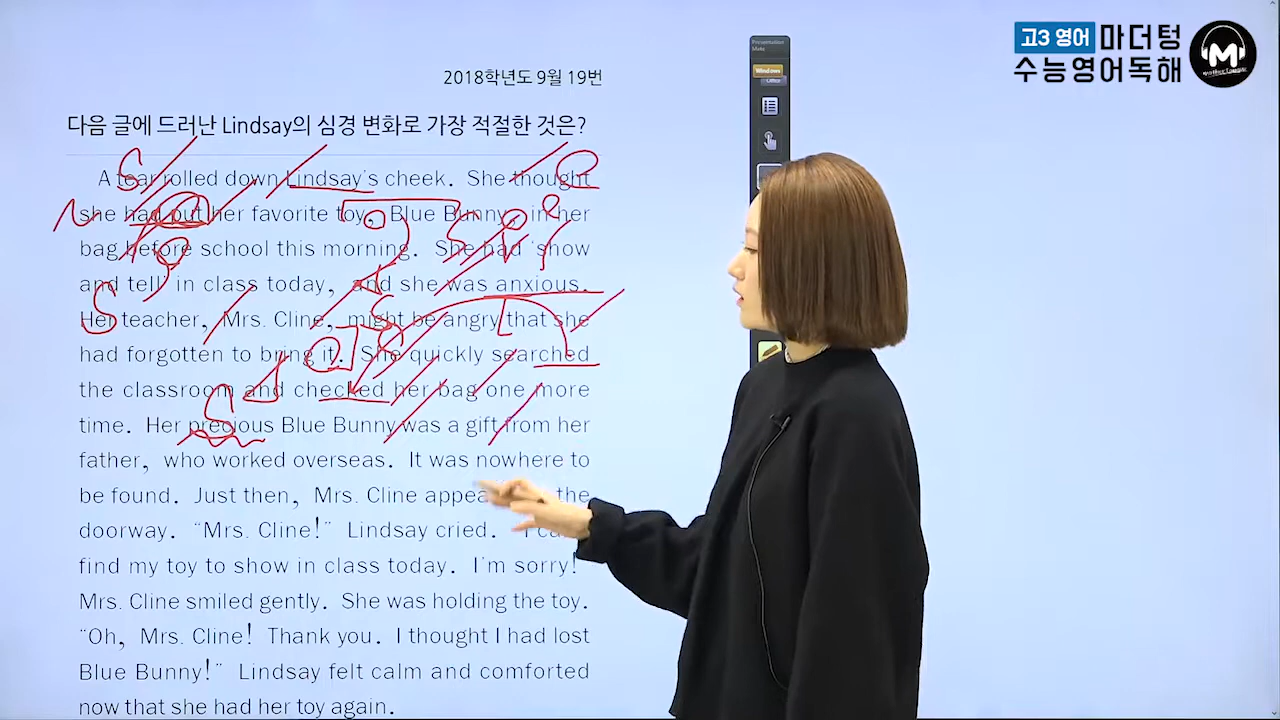 고3 영어 마더텅
수능영어독해
2018학년도 9월 19번
다음 글에 드러난 Lindsay의 심경 변화로 가장 적절한 것은?
A tear rolled down Lindsay's cheek. She thought
she had put her favorite toy, Blue Bunny, in her
bag before school this morning. She had 'show
and tell' in class today, and she was anxious.
Her teacher, Mrs. Cline, might be angry that she
had forgotten to bring it. She quickly searched
the classroom and checked her bag one more
time. Her precious Blue Bunny was a gift from her
father, who worked overseas. It was nowhere to
be found. Just then, Mrs. Cline the
doorway. “Mrs. Cline!” Lindsay cried. “I
find my toy to show in class today. I'm sorry!”
Mrs. Cline smiled gently. She was holding the toy.
“Oh, Mrs. Cline! Thank you. I thought I had lost
Blue Bunny!” Lindsay felt calm and comforted
now that she had her toy again.
Presentation
Windows
Office
M